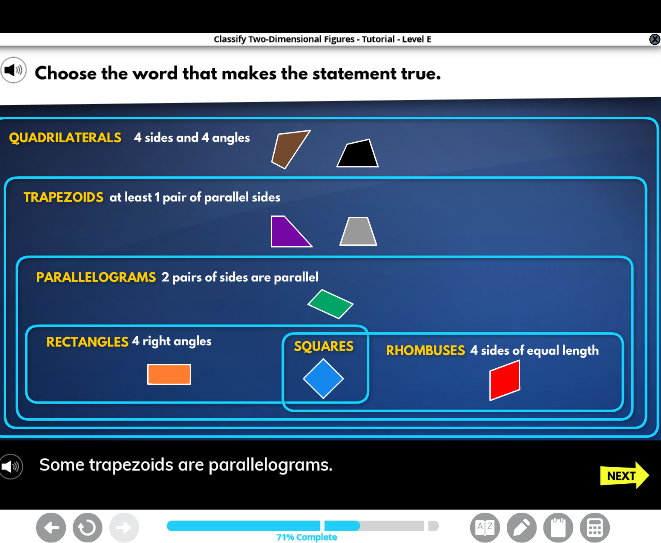 Classify Two-Dimensional Figures - Tutorial - Level E
Choose the word that makes the statement true.
QUADRILATERALS 4 sides and 4 angles
TRAPEZOIDS at least 1 pair of parallel sides
PARALLELOGRAMS 2 pairs of sides are parallel
RECTANGLES 4 right angles
SQUARES
RHOMBUSES 4 sides of equal length
Some trapezoids are parallelograms.
NEXT
71% Complete
A Z